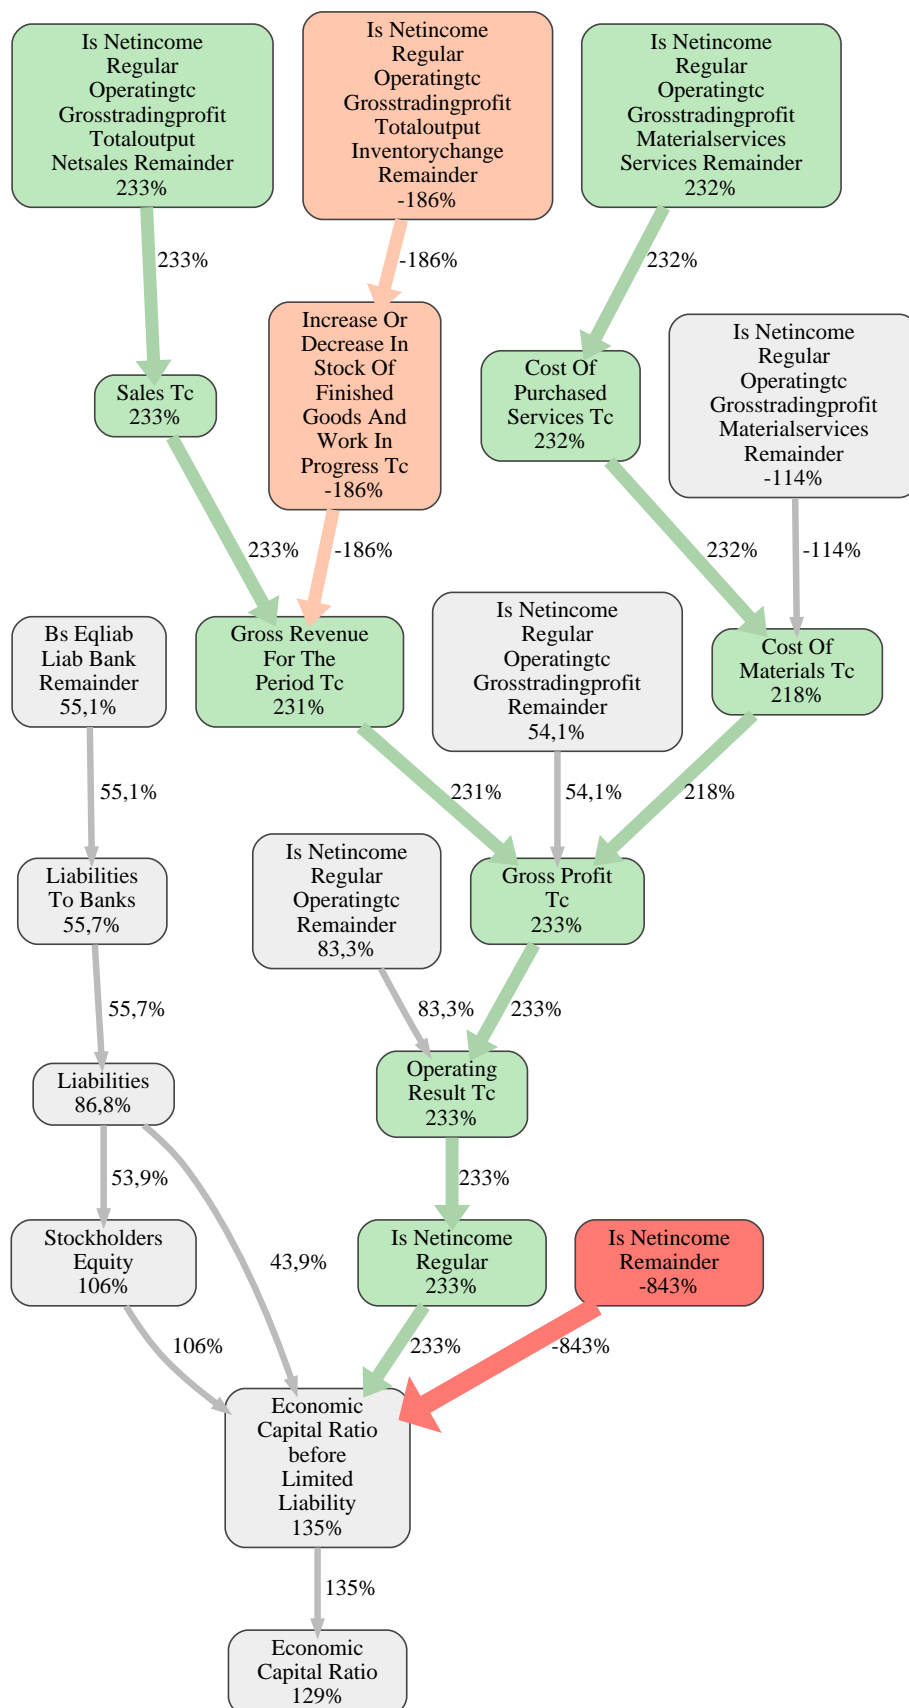 Is Netincome
Regular
Operatingtc
Grosstradingprofit
Totaloutput
Netsales Remainder
233%
Is Netincome
Regular
Operatingtc
Grosstradingprofit
Totaloutput
Inventorychange
Remainder
-186%
Is Netincome
Regular
Operatingtc
Grosstradingprofit
Materialservices
Services Remainder
232%
233%
-186%
232%
Sales Tc
233%
Increase Or
Decrease In
Stock Of
Finished
Goods And
Work In
Progress Tc
-186%
Cost Of
Purchased
Services Tc
232%
Is Netincome
Regular
Operatingtc
Grosstradingprofit
Materialservices
Remainder
-114%
233%
-186%
232%
-114%
Bs Eqliab
Liab Bank
Remainder
55,1%
Gross Revenue
For The
Period Tc
231%
Is Netincome
Regular
Operatingtc
Grosstradingprofit
Remainder
54,1%
Cost Of
Materials Tc
218%
55,1%
231%
54,1%
218%
Liabilities
To Banks
55,7%
Is Netincome
Regular
Operatingtc
Remainder
83,3%
Gross Profit
Tc
233%
55,7%
83,3%
233%
Liabilities
86,8%
Operating
Result Tc
233%
53,9%
233%
Stockholders
Equity
106%
43,9%
Is Netincome
Regular
233%
Is Netincome
Remainder
-843%
106%
233%
-843%
Economic
Capital Ratio
before
Limited
Liability
135%
135%
Economic
Capital Ratio
129%